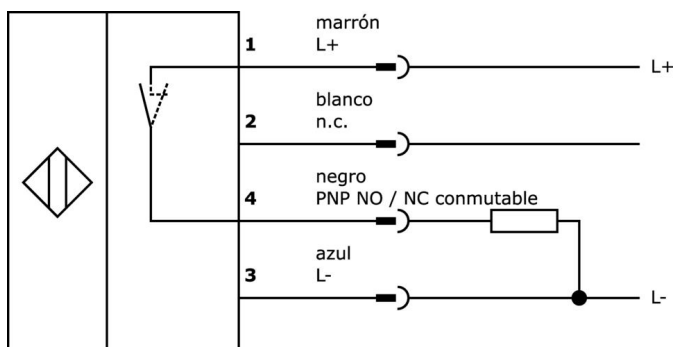 marrón
1
L+
L+
blanco
2
n.c.
negro
4
PNP NO / NC conmutable
azul
3
L-
L-